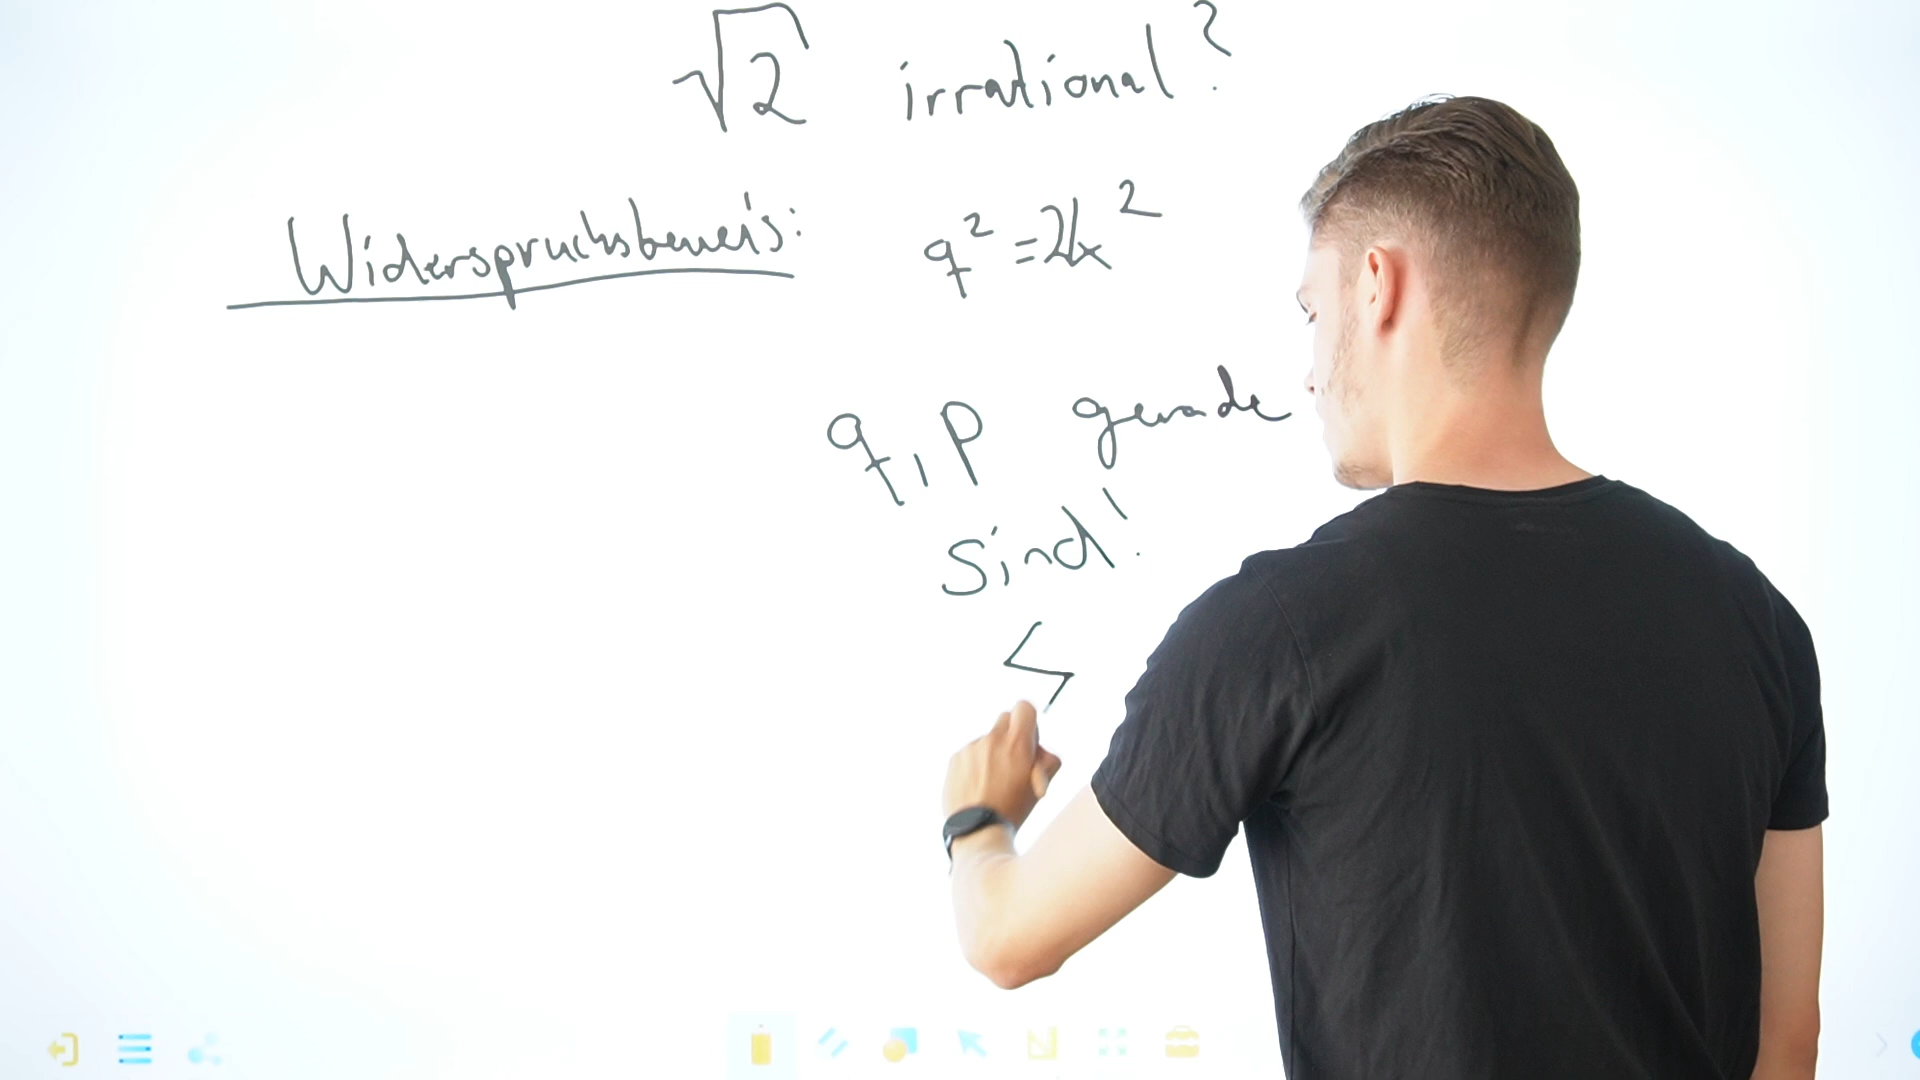 √2 irrational?
Widerspruchsbeweis: q² = 2k²
q, p gerade
sind!